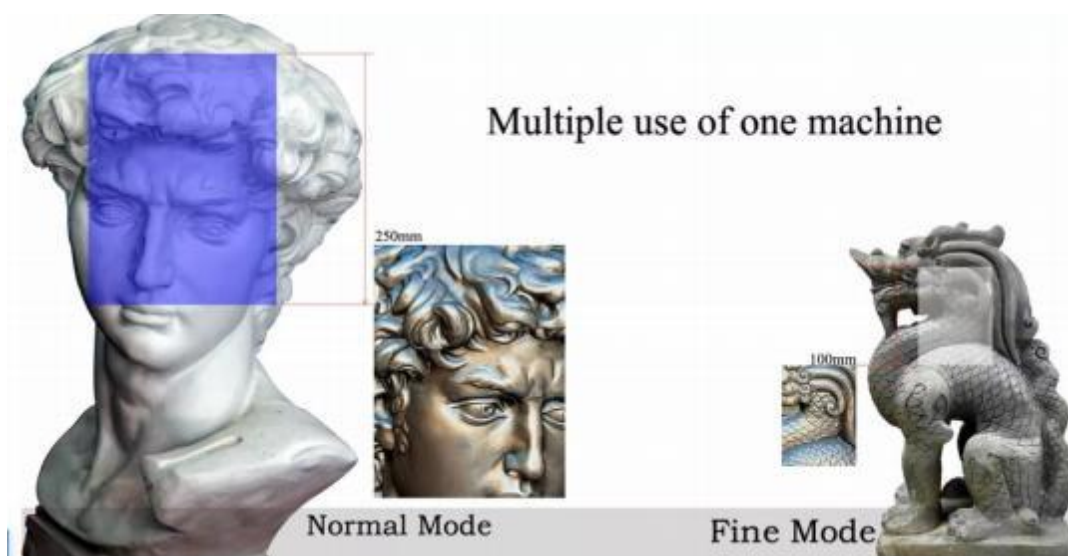 Multiple use of one machine
250mm
100mm
Normal Mode
Fine Mode